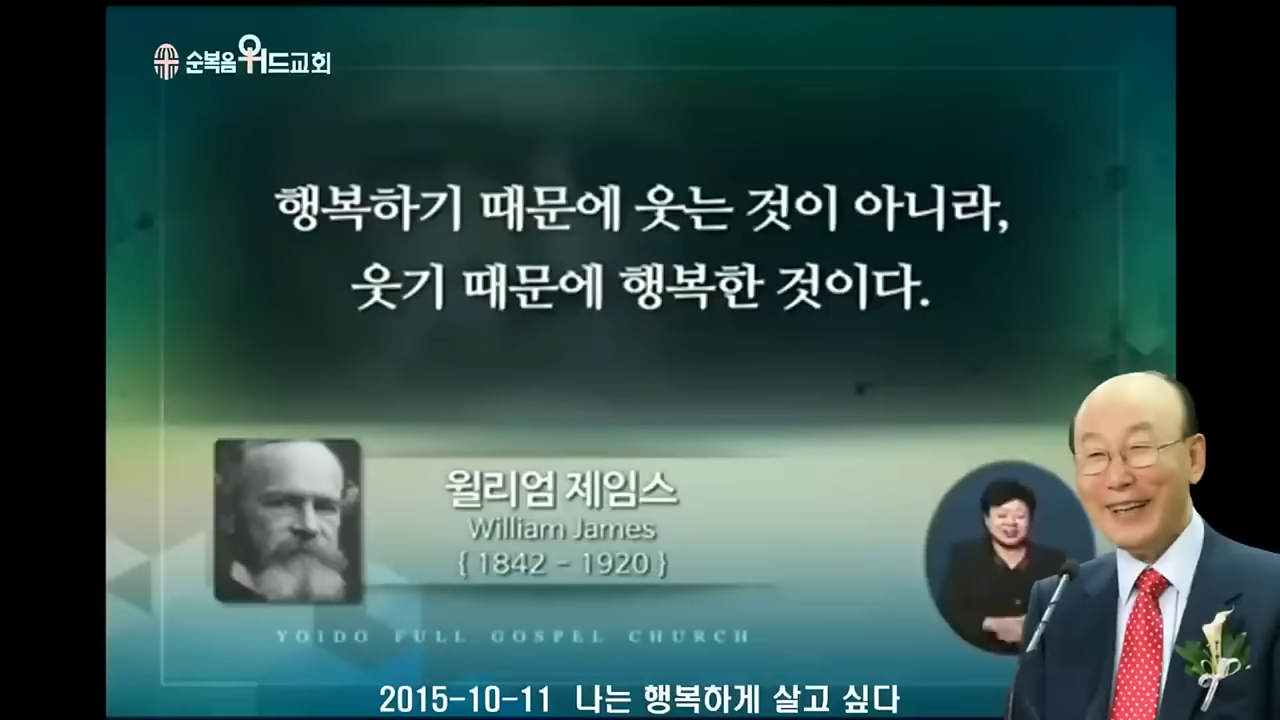 순복음워드교회
행복하기 때문에 웃는 것이 아니라,
웃기 때문에 행복한 것이다.
윌리엄 제임스
William James
{ 1842 - 1920 }
YOIDO FULL GOSPEL CHURCH
2015-10-11 나는 행복하게 살고 싶다